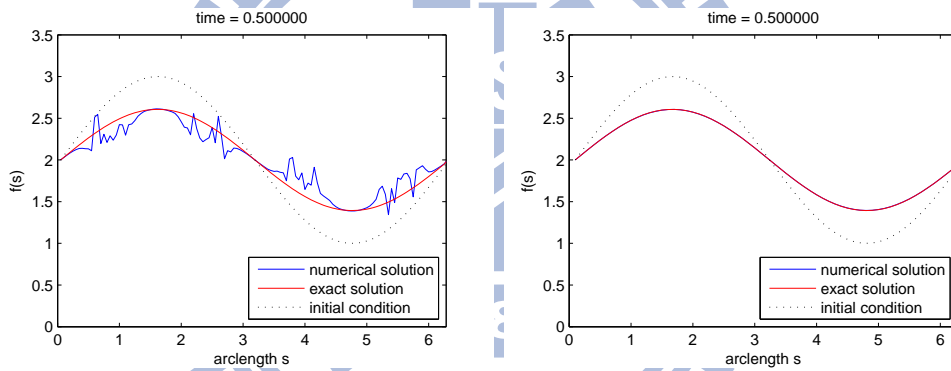 time = 0.500000
3.5
3
2.5
2
1.5
1
0.5
0
f(s)
0
1
2
3
4
5
6
arclength s
numerical solution
exact solution
initial condition
time = 0.500000
3.5
3
2.5
2
1.5
1
0.5
0
f(s)
0
1
2
3
4
5
6
arclength s
numerical solution
exact solution
initial condition